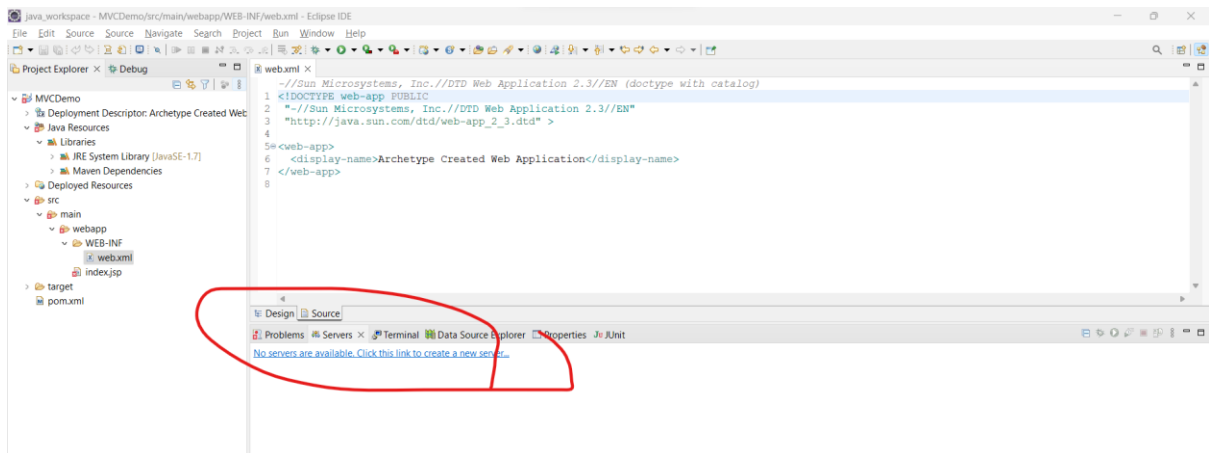 java_workspace - MVCDemo/src/main/webapp/WEB-INF/web.xml - Eclipse IDE
File Edit Source Source Navigate Search Project Run Window Help
Project Explorer Debug
web.xml
MVCDemo
Deployment Descriptor: Archetype Created Web
Java Resources
Libraries
JRE System Library [JavaSE-1.7]
Maven Dependencies
Deployed Resources
src
main
webapp
WEB-INF
web.xml
index.jsp
target
pom.xml
-//Sun Microsystems, Inc.//DTD Web Application 2.3//EN (doctype with catalog)
1 <!DOCTYPE web-app PUBLIC
2 "-//Sun Microsystems, Inc.//DTD Web Application 2.3//EN"
3 "http://java.sun.com/dtd/web-app_2_3.dtd" >
4
5 <web-app>
6 <display-name>Archetype Created Web Application</display-name>
7 </web-app>
8
Design Source
Problems Servers Terminal Data Source Explorer Properties JUnit
No servers are available. Click this link to create a new server...